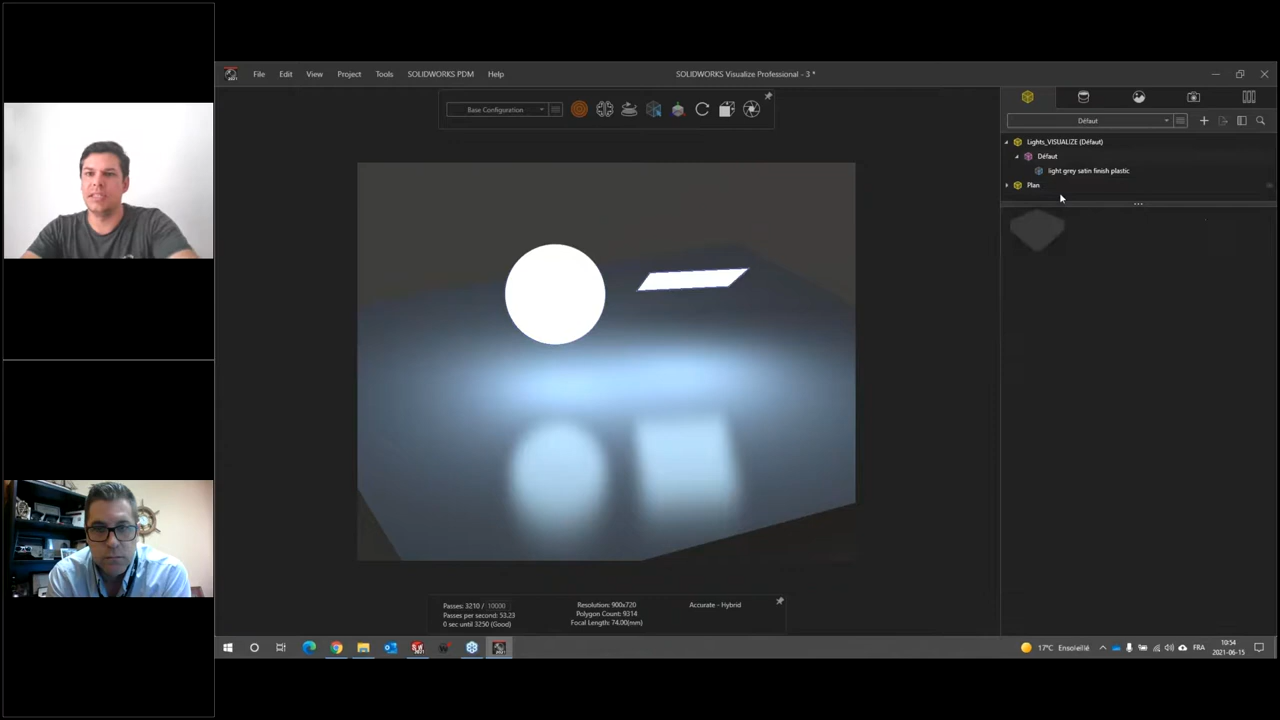 File Edit View Project Tools SOLIDWORKS PDM Help
SOLIDWORKS Visualize Professional - 3 *
Base Configuration
Défaut
Lights_VISUALIZE (Défaut)
Défaut
light grey satin finish plastic
Plan
Passes: 3210 / 10000
Passes per second: 53.23
0 sec until 3250 (Good)
Resolution: 900x720
Polygon Count: 9314
Focal Length: 74.00(mm)
Accurate - Hybrid
17°C Ensoleillé
FRA
10:54
2021-06-15